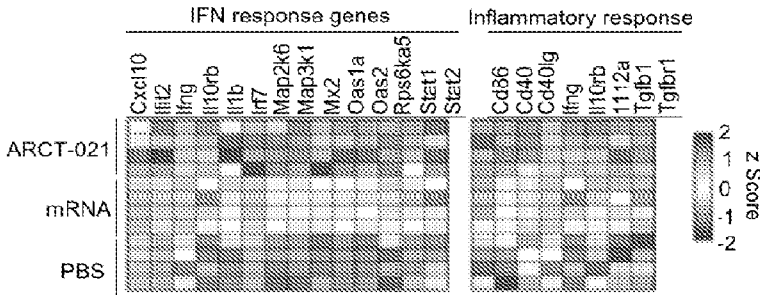 IFN response genes
Inflammatory response
Cxcl10
Ifit2
Ifng
Il10rb
Il1b
Irf7
Map2k6
Map3k1
Mx2
Oas1a
Oas2
Rps6ka5
Stat1
Stat2
Cd86
Cd40
Cd40lg
Ifng
Il10rb
1112a
Tgfb1
Tgfbr1
ARCT-021
mRNA
PBS
2
1
0
-1
-2
z Score